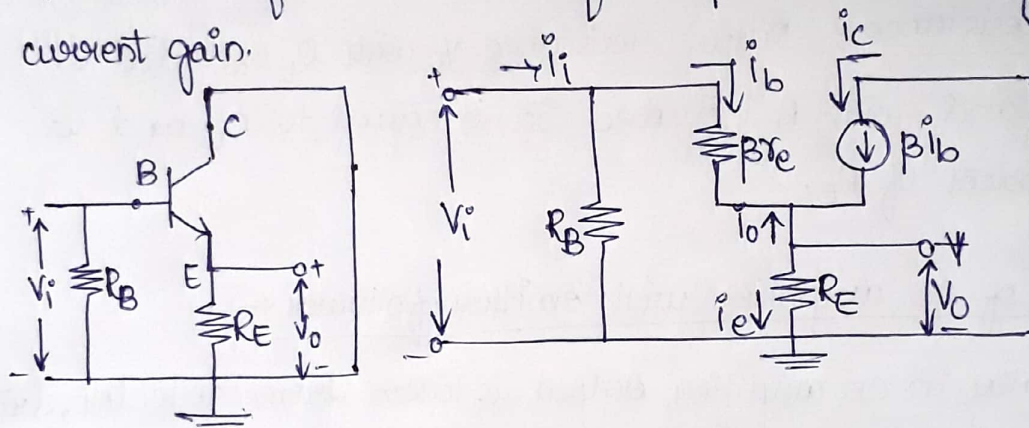 current gain.
C
B
+
Vi
RB
E
+
RE
Vo
-
-
+
→ ii
ib
ic
Vi
RB
βre
βib
io ↑
ie ↓
RE
Vo
-
-